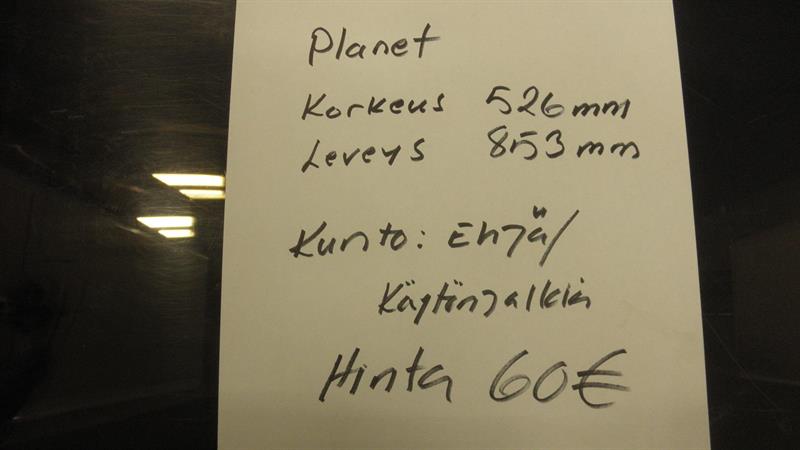 Planet
Korkeus 526mm
Leveys 853mm
Kunto: Ehjä/
Käytönjälkiä
Hinta 60€